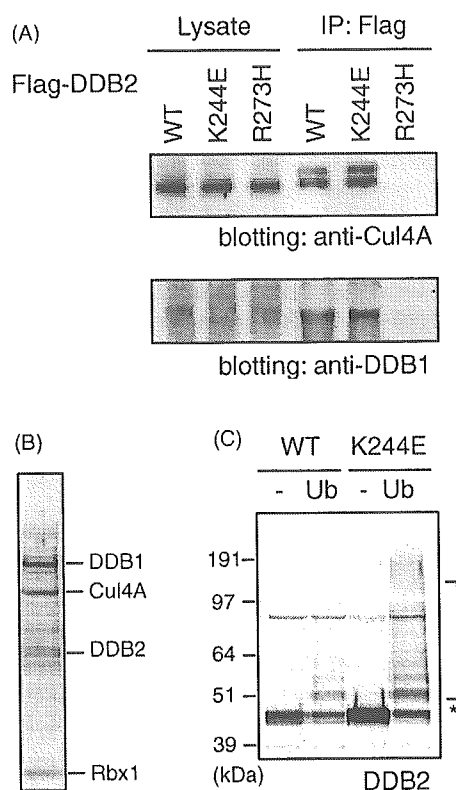 (A)
Lysate IP: Flag
Flag-DDB2 WT K244E R273H WT K244E R273H
blotting: anti-Cul4A
blotting: anti-DDB1
(B)
DDB1
Cul4A
DDB2
Rbx1
(C)
WT K244E
- Ub - Ub
191
97
64
51
*
39
(kDa) DDB2